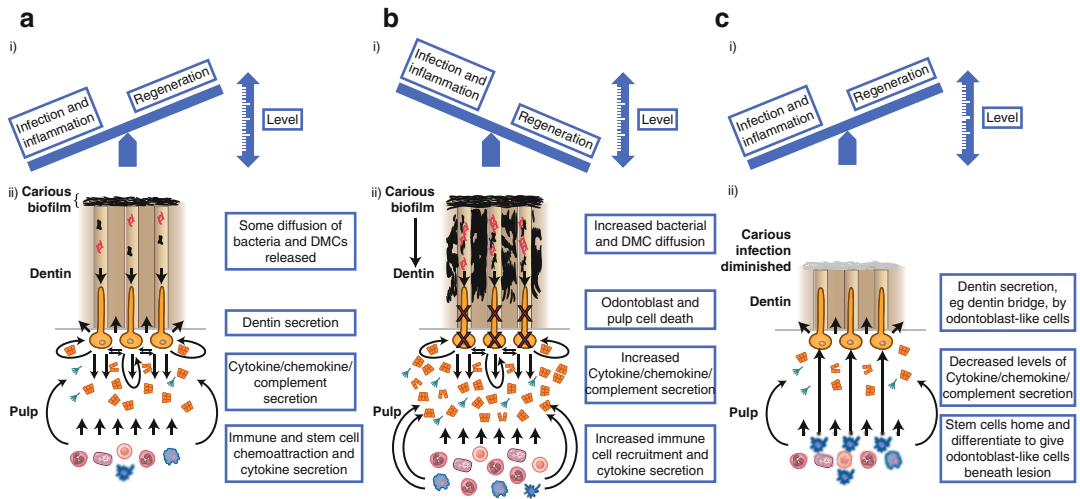 a
i)
Infection and
inflammation
Regeneration
Level
ii)
Carious
biofilm
Dentin
Pulp
Some diffusion of
bacteria and DMCs
released
Dentin secretion
Cytokine/chemokine/
complement
secretion
Immune and stem cell
chemoattraction and
cytokine secretion
b
i)
Infection and
inflammation
Regeneration
Level
ii)
Carious
biofilm
Dentin
Pulp
Increased bacterial
and DMC diffusion
Odontoblast and
pulp cell death
Increased
Cytokine/chemokine/
complement secretion
Increased immune
cell recruitment and
cytokine secretion
c
i)
Infection and
inflammation
Regeneration
Level
ii)
Carious
infection
diminished
Dentin
Pulp
Dentin secretion,
eg dentin bridge, by
odontoblast-like cells
Decreased levels of
Cytokine/chemokine/
complement secretion
Stem cells home and
differentiate to give
odontoblast-like cells
beneath lesion